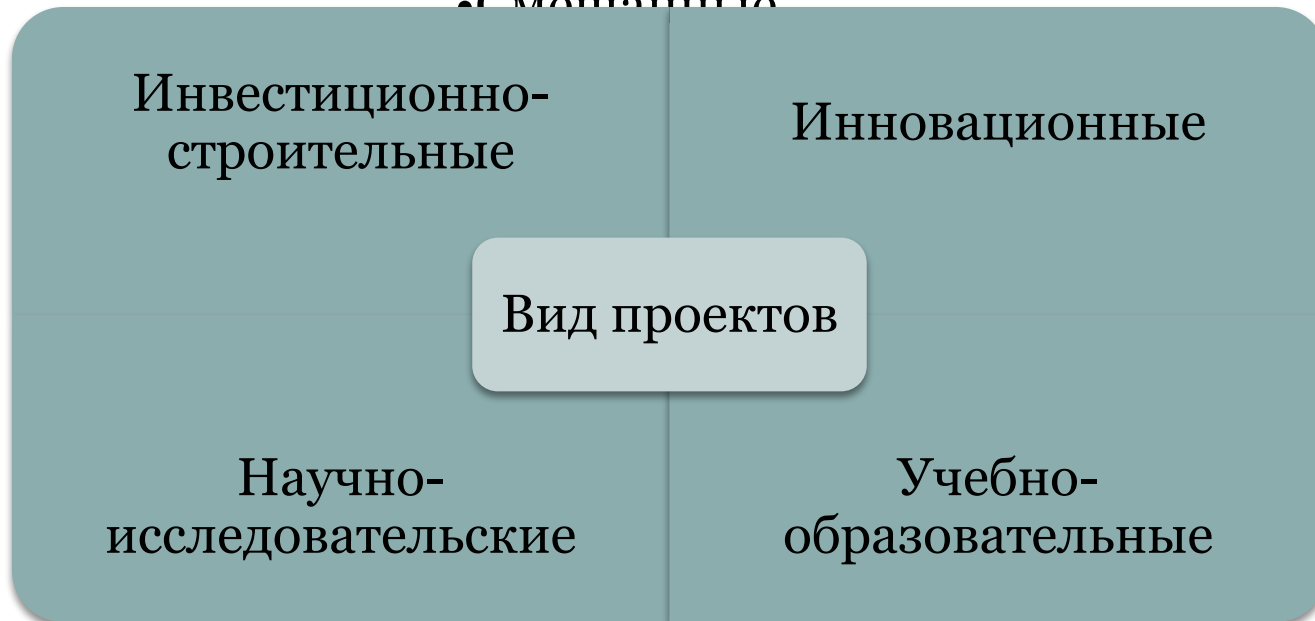 Инвестиционно-
строительные
Инновационные
Вид проектов
Научно-
исследовательские
Учебно-
образовательные